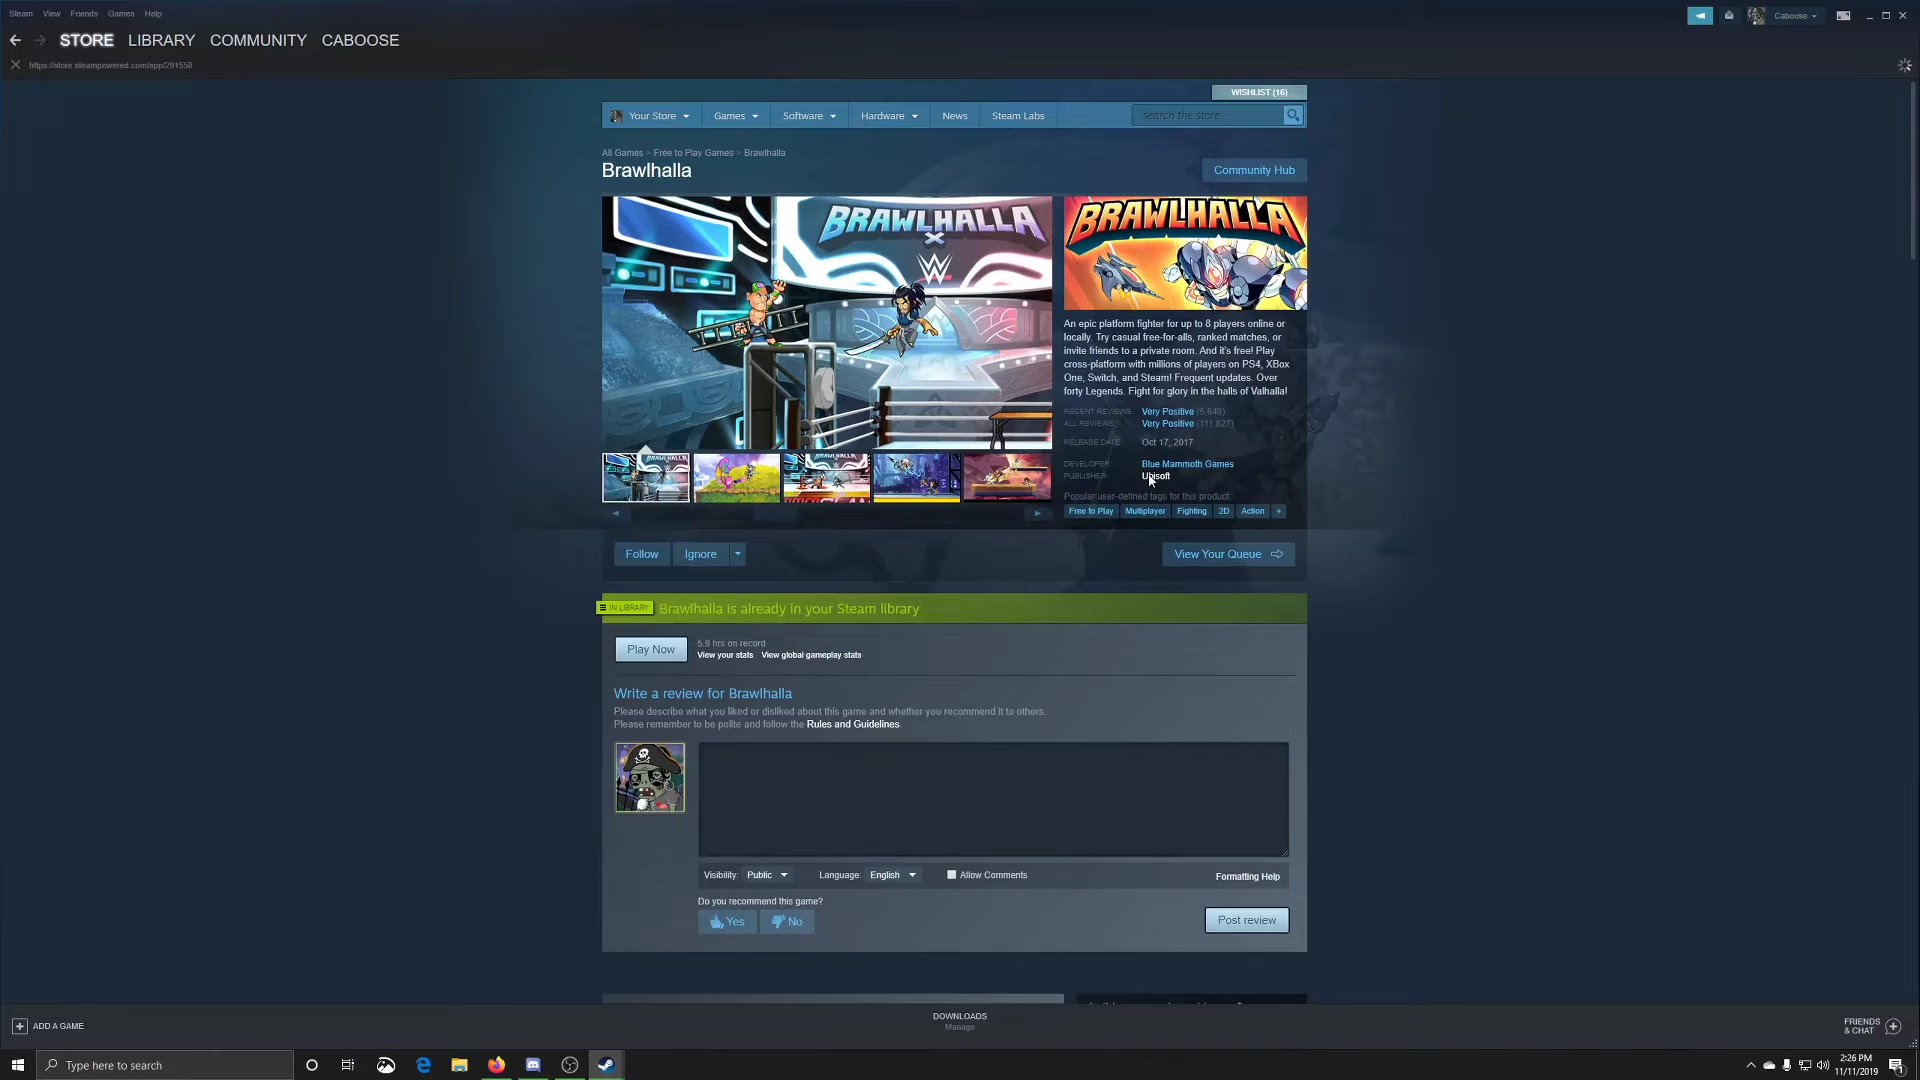 Steam View Friends Games Help
Caboose
STORE LIBRARY COMMUNITY CABOOSE
https://store.steampowered.com/app/291550
WISHLIST (16)
Your Store Games Software Hardware News Steam Labs search the store
All Games > Free to Play Games > Brawlhalla
Brawlhalla
Community Hub
BRAWLHALLA
X
W
BRAWLHALLA
An epic platform fighter for up to 8 players online or
locally. Try casual free-for-alls, ranked matches, or
invite friends to a private room. And it's free! Play
cross-platform with millions of players on PS4, XBox
One, Switch, and Steam! Frequent updates. Over
forty Legends. Fight for glory in the halls of Valhalla!
RECENT REVIEWS: Very Positive (5,649)
ALL REVIEWS: Very Positive (111,827)
RELEASE DATE: Oct 17, 2017
DEVELOPER: Blue Mammoth Games
PUBLISHER: Ubisoft
Popular user-defined tags for this product:
Free to Play Multiplayer Fighting 2D Action +
Follow Ignore View Your Queue
IN LIBRARY Brawlhalla is already in your Steam library
Play Now
5.9 hrs on record
View your stats View global gameplay stats
Write a review for Brawlhalla
Please describe what you liked or disliked about this game and whether you recommend it to others.
Please remember to be polite and follow the Rules and Guidelines.
Visibility: Public Language: English Allow Comments Formatting Help
Do you recommend this game?
Yes No Post review
ADD A GAME
DOWNLOADS
Manage
FRIENDS
& CHAT
Type here to search
2:26 PM
11/11/2019